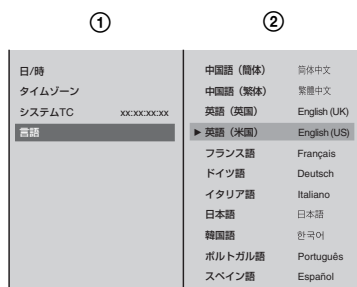 ① ②
日/時
タイムゾーン
システムTC xx:xx:xx:xx
言語
中国語（簡体） 简体中文
中国語（繁体） 繁體中文
英語（英国） English (UK)
▶ 英語（米国） English (US)
フランス語 Français
ドイツ語 Deutsch
イタリア語 Italiano
日本語 日本語
韓国語 한국어
ポルトガル語 Português
スペイン語 Español